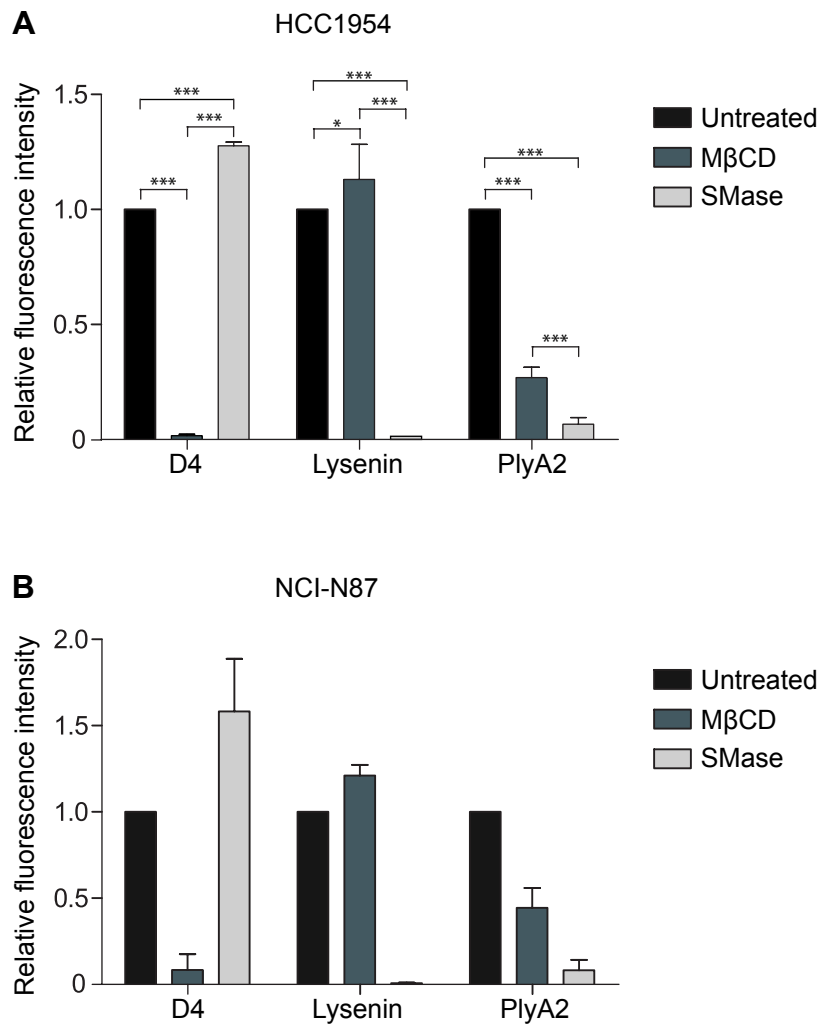 A
HCC1954
Relative fluorescence intensity
1.5
1.0
0.5
0
***
***
***
***
***
*
***
***
***
D4
Lysenin
PlyA2
Untreated
MβCD
SMase
B
NCI-N87
Relative fluorescence intensity
2.0
1.5
1.0
0.5
0
D4
Lysenin
PlyA2
Untreated
MβCD
SMase